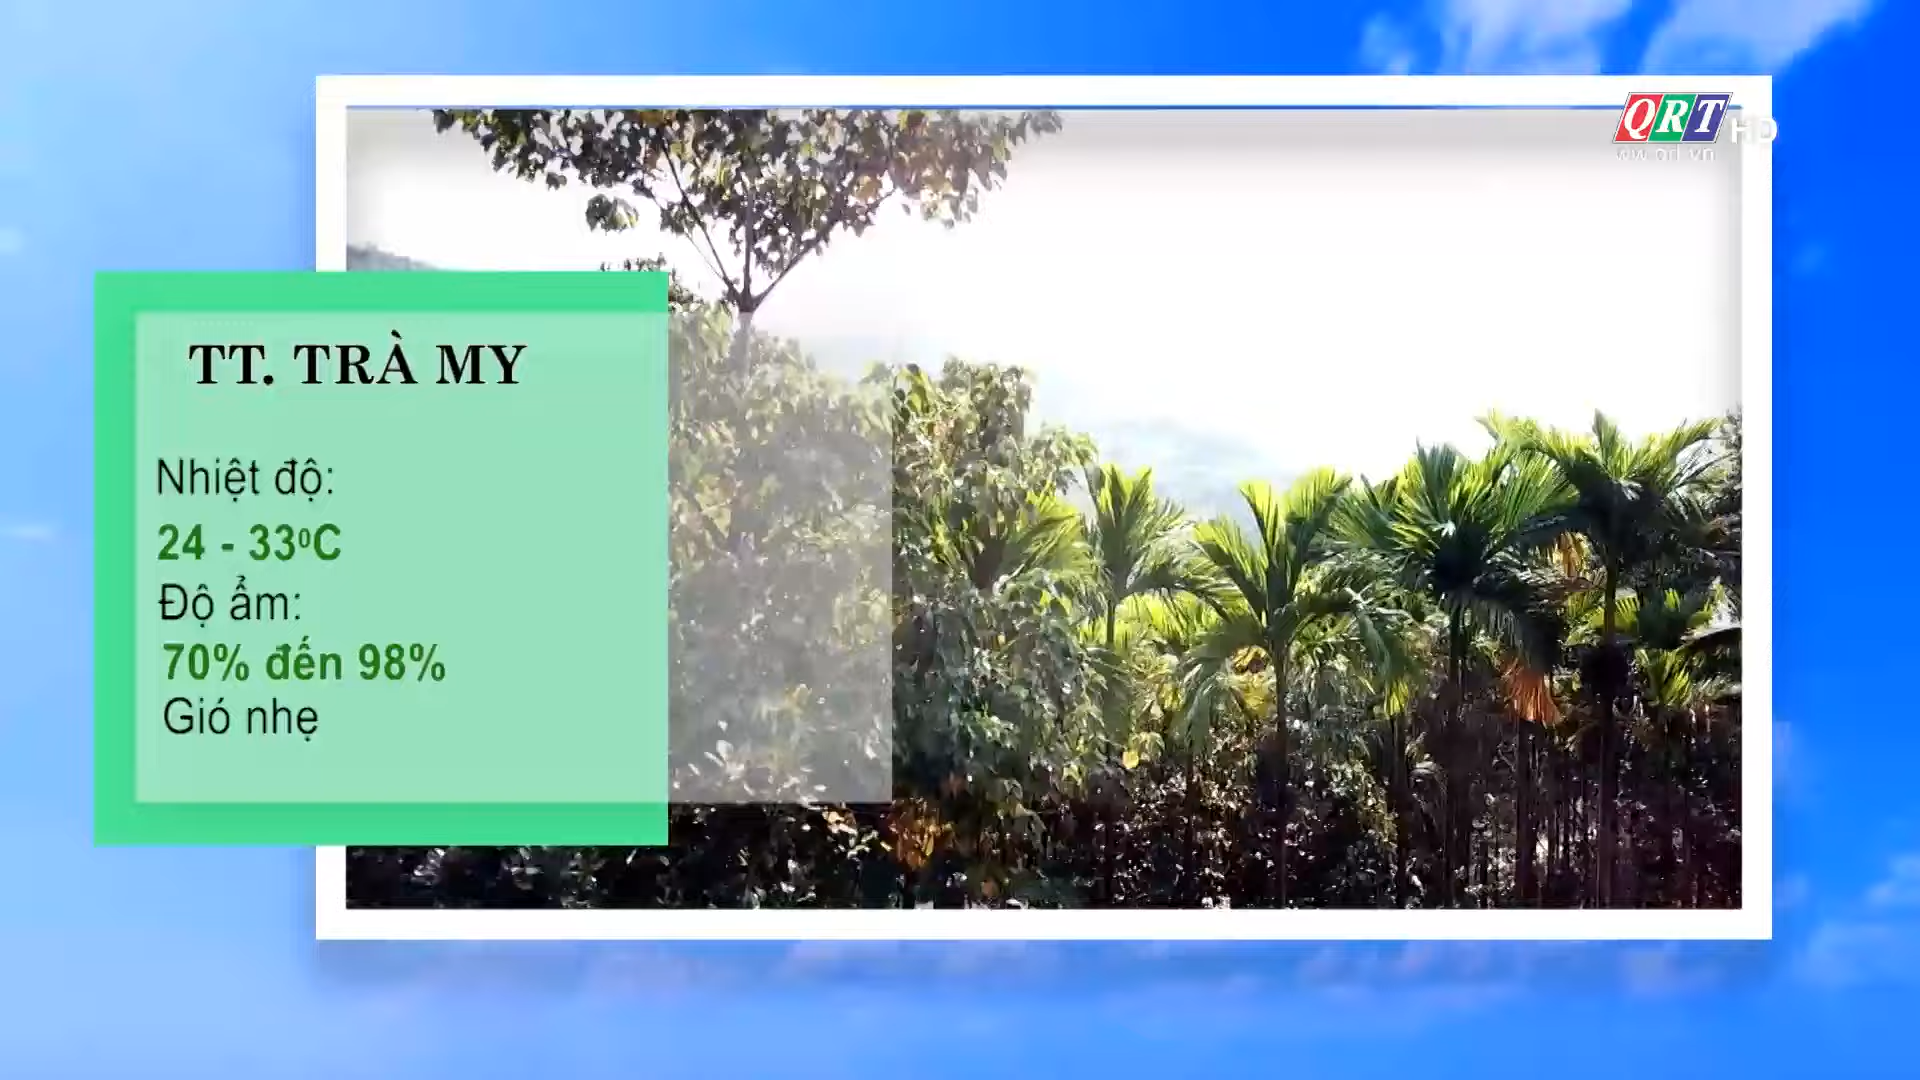 QRT HD
TT. TRÀ MY
Nhiệt độ:
24 - 33⁰C
Độ ẩm:
70% đến 98%
Gió nhẹ